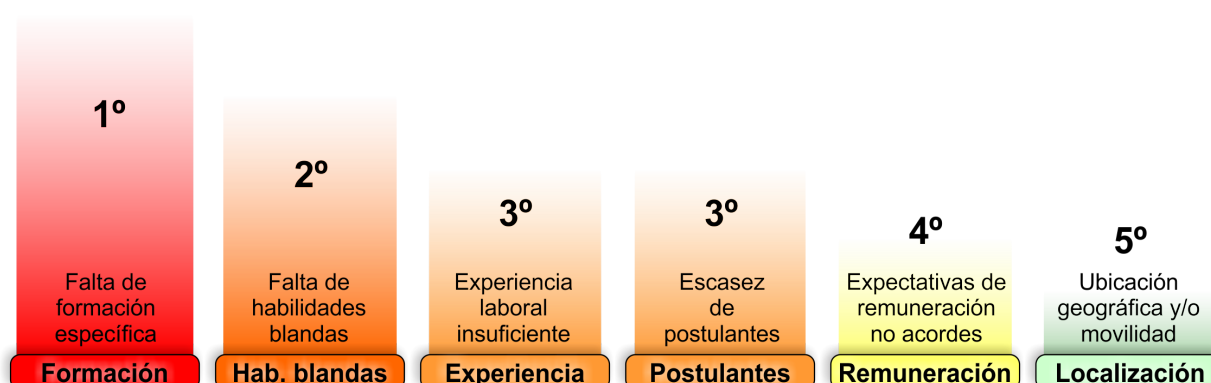 1º
Falta de
formación
específica
Formación
2º
Falta de
habilidades
blandas
Hab. blandas
3º
Experiencia
laboral
insuficiente
Experiencia
3º
Escasez
de
postulantes
Postulantes
4º
Expectativas de
remuneración
no acordes
Remuneración
5º
Ubicación
geográfica y/o
movilidad
Localización